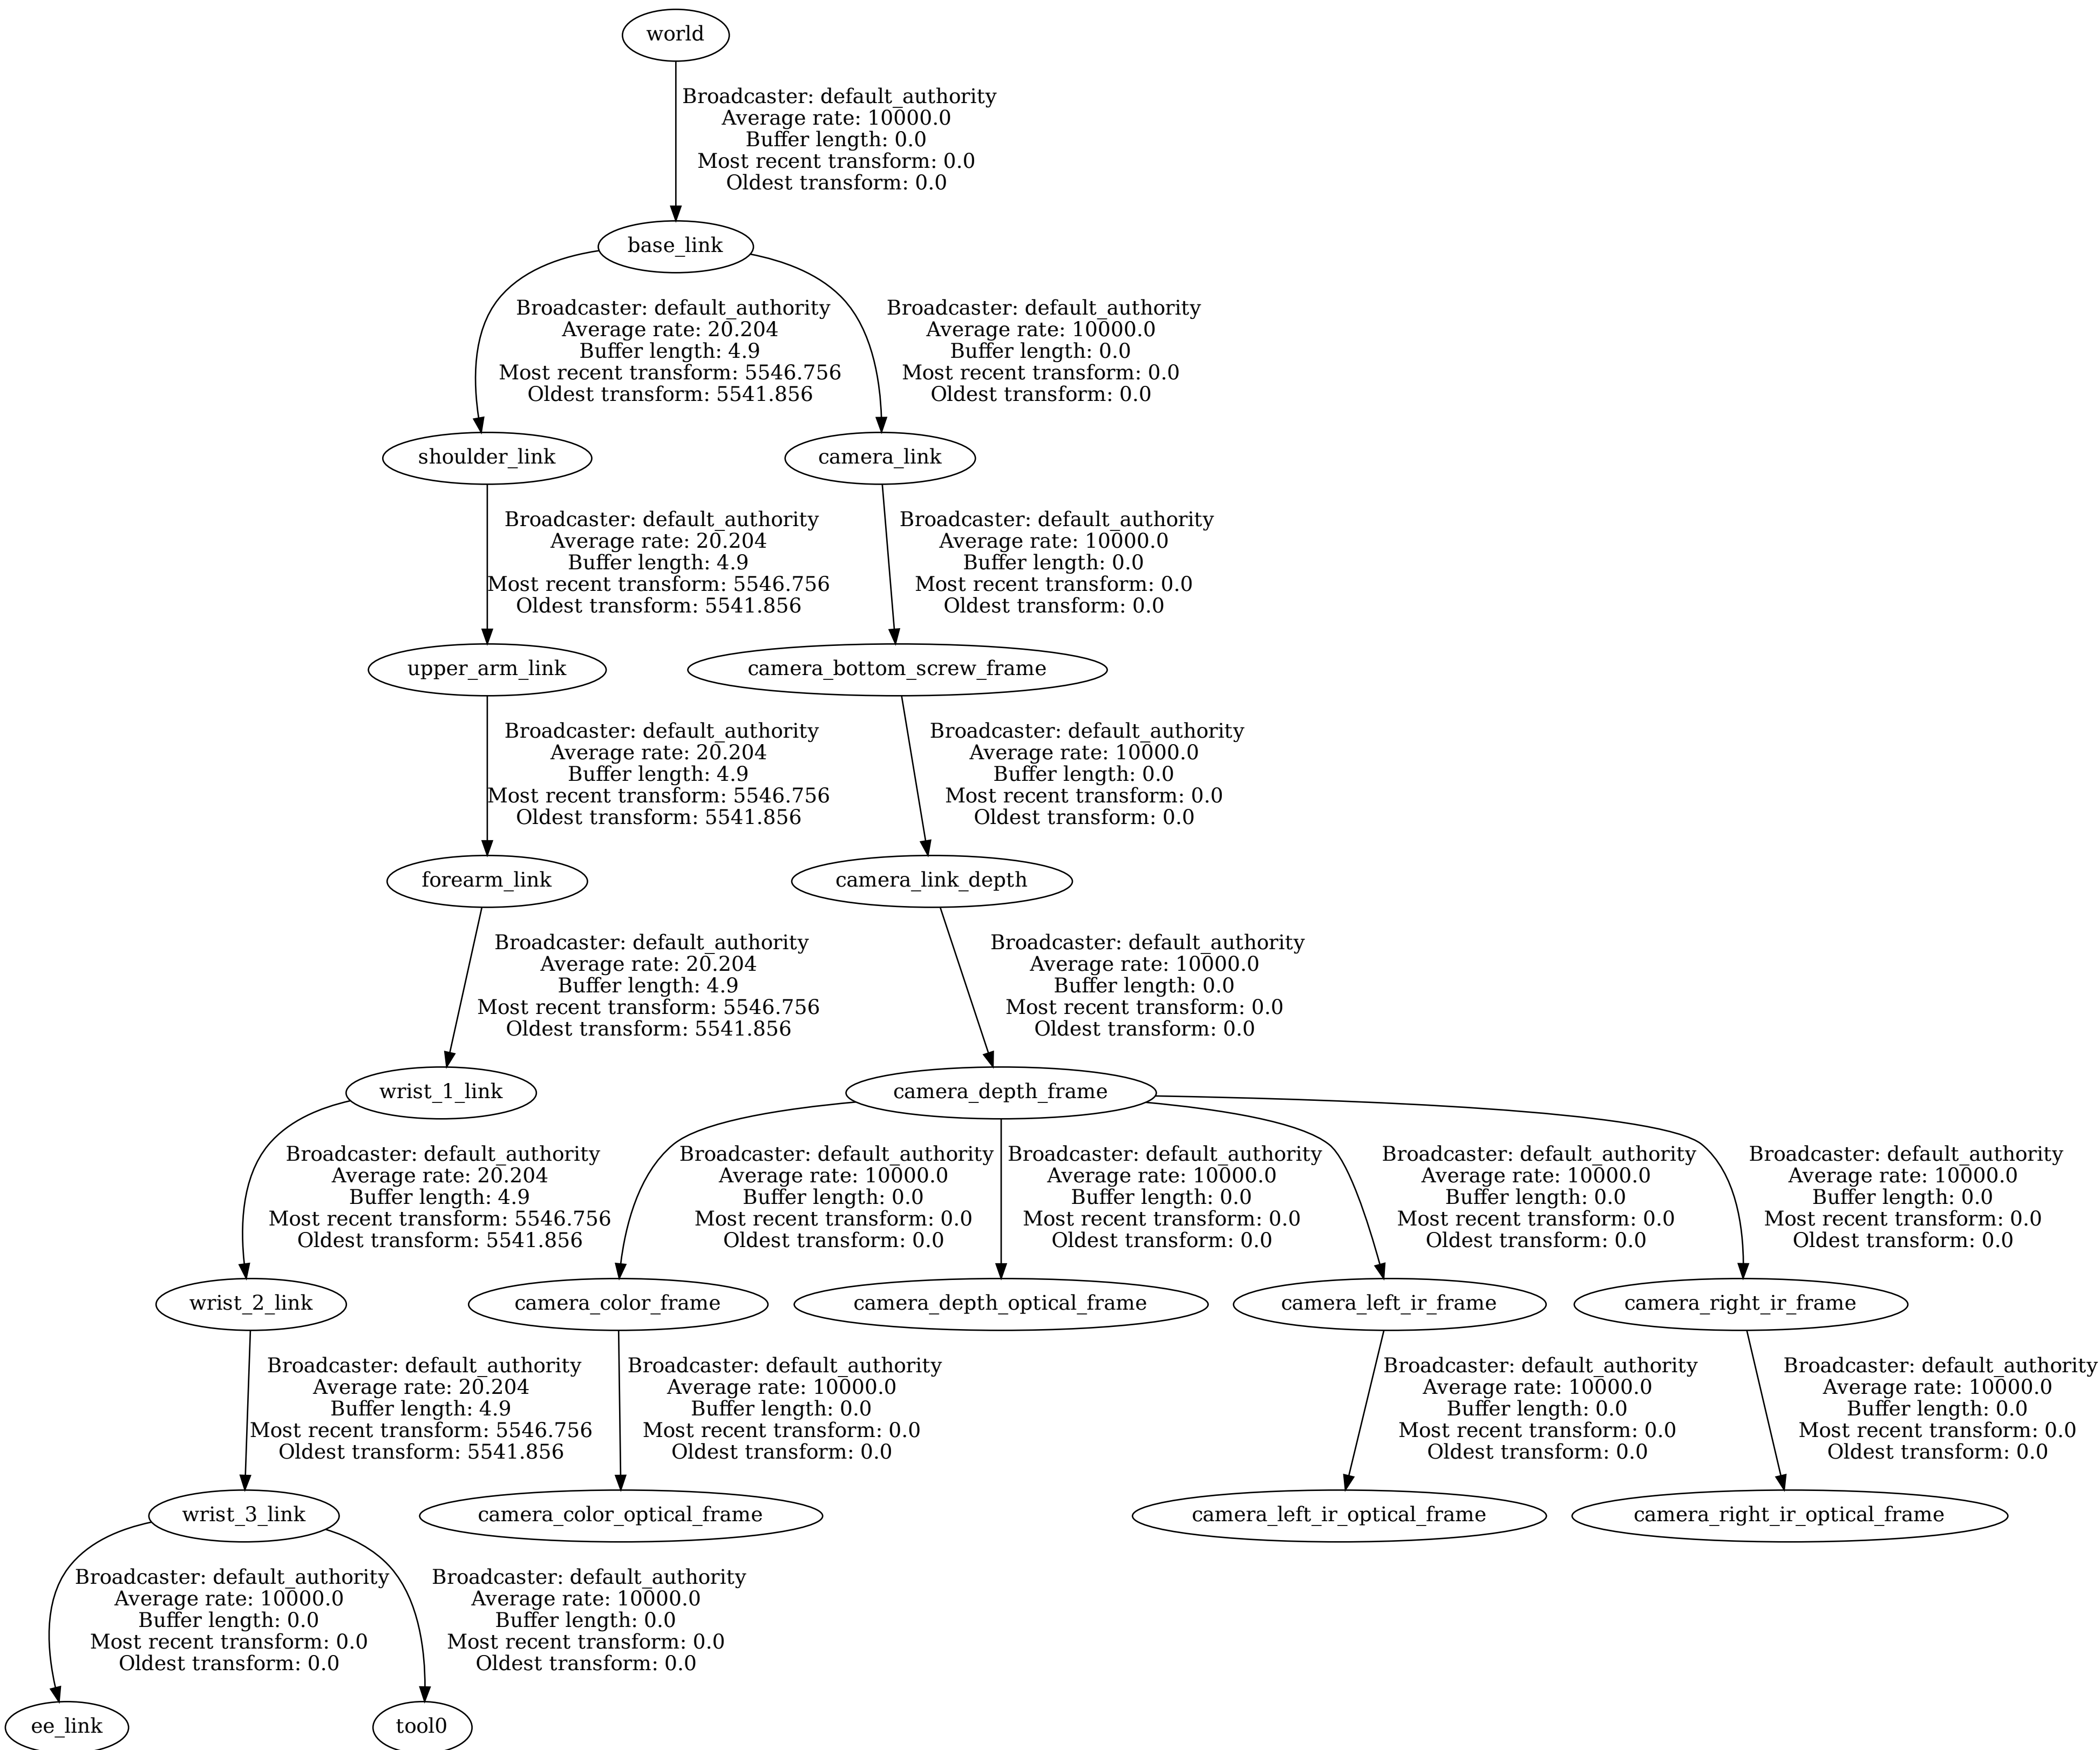 world
Broadcaster: default_authority
Average rate: 10000.0
Buffer length: 0.0
Most recent transform: 0.0
Oldest transform: 0.0
base_link
Broadcaster: default_authority
Average rate: 20.204
Buffer length: 4.9
Most recent transform: 5546.756
Oldest transform: 5541.856
Broadcaster: default_authority
Average rate: 10000.0
Buffer length: 0.0
Most recent transform: 0.0
Oldest transform: 0.0
shoulder_link
camera_link
Broadcaster: default_authority
Average rate: 20.204
Buffer length: 4.9
Most recent transform: 5546.756
Oldest transform: 5541.856
Broadcaster: default_authority
Average rate: 10000.0
Buffer length: 0.0
Most recent transform: 0.0
Oldest transform: 0.0
upper_arm_link
camera_bottom_screw_frame
Broadcaster: default_authority
Average rate: 20.204
Buffer length: 4.9
Most recent transform: 5546.756
Oldest transform: 5541.856
Broadcaster: default_authority
Average rate: 10000.0
Buffer length: 0.0
Most recent transform: 0.0
Oldest transform: 0.0
forearm_link
camera_link_depth
Broadcaster: default_authority
Average rate: 20.204
Buffer length: 4.9
Most recent transform: 5546.756
Oldest transform: 5541.856
Broadcaster: default_authority
Average rate: 10000.0
Buffer length: 0.0
Most recent transform: 0.0
Oldest transform: 0.0
wrist_1_link
camera_depth_frame
Broadcaster: default_authority
Average rate: 20.204
Buffer length: 4.9
Most recent transform: 5546.756
Oldest transform: 5541.856
Broadcaster: default_authority
Average rate: 10000.0
Buffer length: 0.0
Most recent transform: 0.0
Oldest transform: 0.0
Broadcaster: default_authority
Average rate: 10000.0
Buffer length: 0.0
Most recent transform: 0.0
Oldest transform: 0.0
Broadcaster: default_authority
Average rate: 10000.0
Buffer length: 0.0
Most recent transform: 0.0
Oldest transform: 0.0
Broadcaster: default_authority
Average rate: 10000.0
Buffer length: 0.0
Most recent transform: 0.0
Oldest transform: 0.0
wrist_2_link
camera_color_frame
camera_depth_optical_frame
camera_left_ir_frame
camera_right_ir_frame
Broadcaster: default_authority
Average rate: 20.204
Buffer length: 4.9
Most recent transform: 5546.756
Oldest transform: 5541.856
Broadcaster: default_authority
Average rate: 10000.0
Buffer length: 0.0
Most recent transform: 0.0
Oldest transform: 0.0
Broadcaster: default_authority
Average rate: 10000.0
Buffer length: 0.0
Most recent transform: 0.0
Oldest transform: 0.0
Broadcaster: default_authority
Average rate: 10000.0
Buffer length: 0.0
Most recent transform: 0.0
Oldest transform: 0.0
wrist_3_link
camera_color_optical_frame
camera_left_ir_optical_frame
camera_right_ir_optical_frame
Broadcaster: default_authority
Average rate: 10000.0
Buffer length: 0.0
Most recent transform: 0.0
Oldest transform: 0.0
Broadcaster: default_authority
Average rate: 10000.0
Buffer length: 0.0
Most recent transform: 0.0
Oldest transform: 0.0
ee_link
tool0